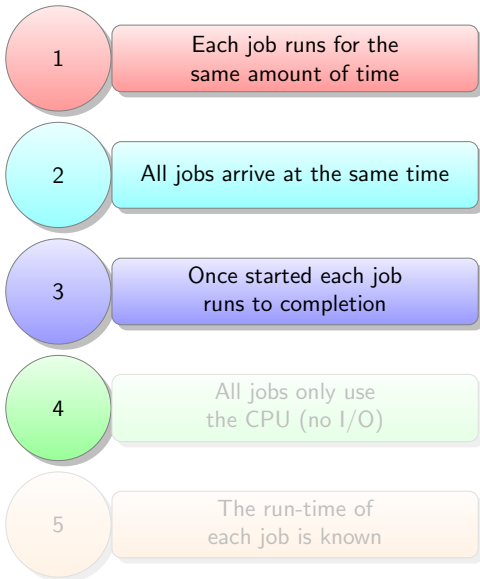 1
Each job runs for the
same amount of time
2
All jobs arrive at the same time
3
Once started each job
runs to completion
4
All jobs only use
the CPU (no I/O)
5
The run-time of
each job is known